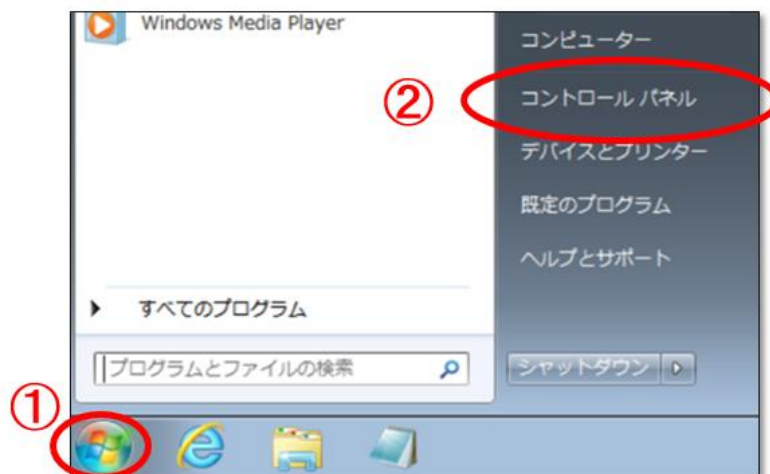 Windows Media Player
コンピューター
②
コントロール パネル
デバイスとプリンター
既定のプログラム
ヘルプとサポート
すべてのプログラム
プログラムとファイルの検索
シャットダウン
①